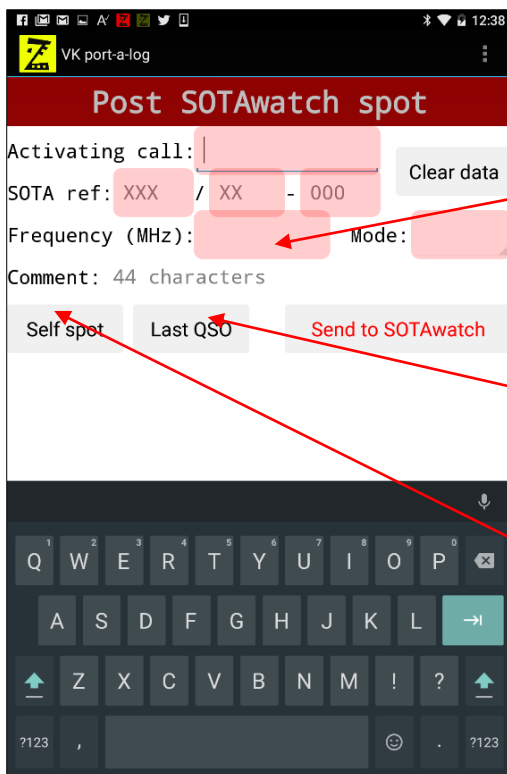 12:38
VK port-a-log
Post SOTAwatch spot
Activating call:
Clear data
SOTA ref: XXX / XX - 000
Frequency (MHz): Mode:
Comment: 44 characters
Self spot Last QSO Send to SOTAwatch
1 2 3 4 5 6 7 8 9 0
Q W E R T Y U I O P
A S D F G H J K L
Z X C V B N M ! ?
?123 , . ?123